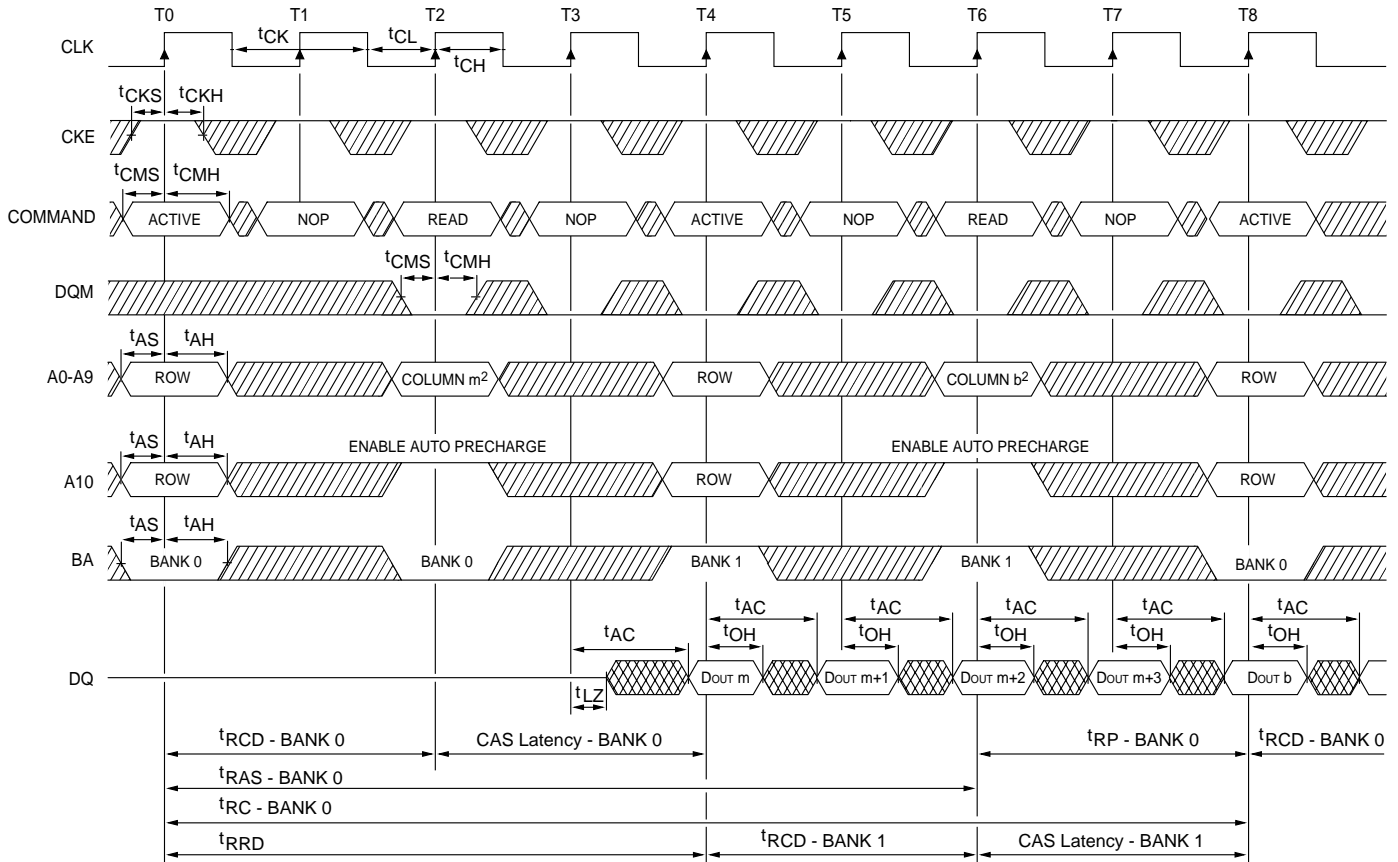 T0 T1 T2 T3 T4 T5 T6 T7 T8
CLK
tCK tCL
tCH
tCKS tCKH
CKE
tCMS tCMH
COMMAND ACTIVE NOP READ NOP ACTIVE NOP READ NOP ACTIVE
tCMS tCMH
DQM
tAS tAH
A0-A9 ROW COLUMN m2 ROW COLUMN b2 ROW
tAS tAH ENABLE AUTO PRECHARGE ENABLE AUTO PRECHARGE
A10 ROW ROW ROW
tAS tAH
BA BANK 0 BANK 0 BANK 1 BANK 1 BANK 0
tAC tAC tAC tAC tAC
tAC tOH tOH tOH tOH tOH
DQ DOUT m DOUT m+1 DOUT m+2 DOUT m+3 DOUT b
tLZ
tRCD - BANK 0 CAS Latency - BANK 0 tRP - BANK 0 tRCD - BANK 0
tRAS - BANK 0
tRC - BANK 0
tRRD tRCD - BANK 1 CAS Latency - BANK 1